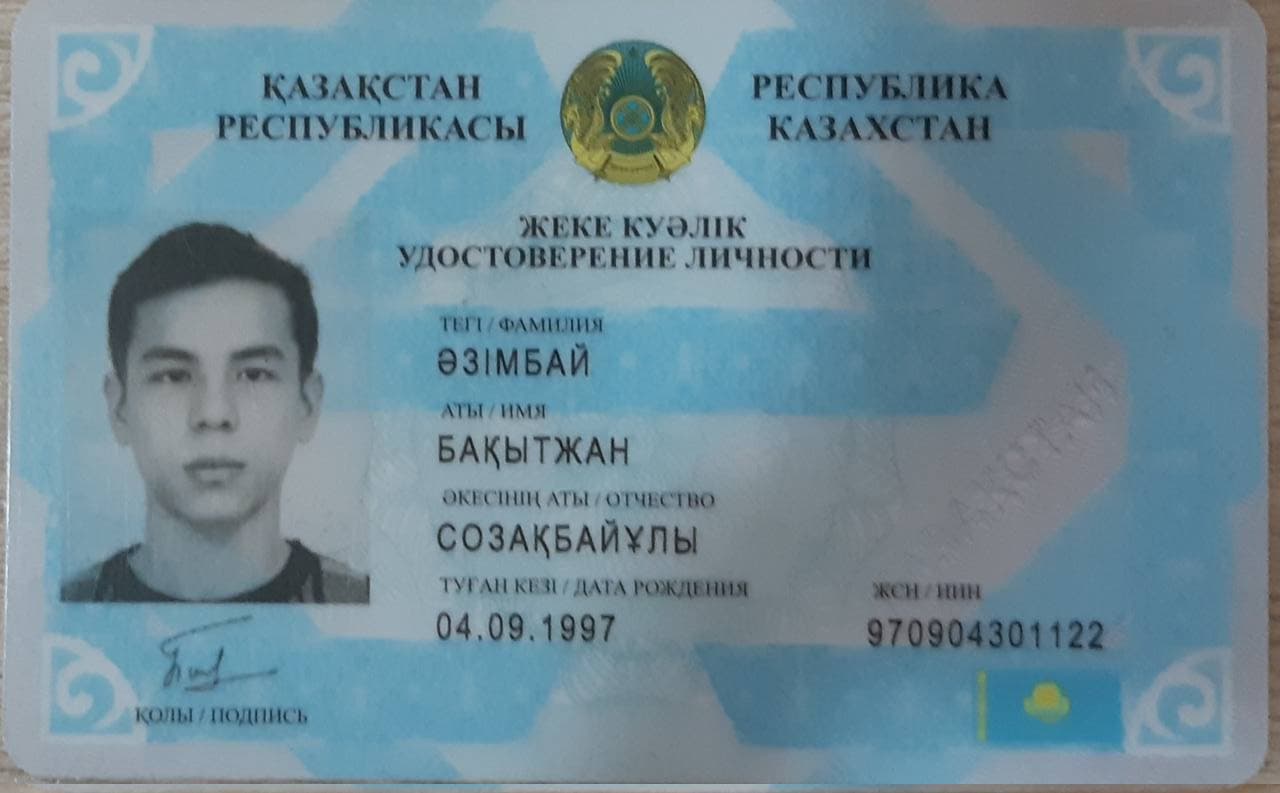 ҚАЗАҚСТАН РЕСПУБЛИКАСЫ
РЕСПУБЛИКА КАЗАХСТАН
ЖЕКЕ КУӘЛІК
УДОСТОВЕРЕНИЕ ЛИЧНОСТИ
ТЕГІ / ФАМИЛИЯ
ӘЗІМБАЙ
АТЫ / ИМЯ
БАҚЫТЖАН
ӘКЕСІНІҢ АТЫ / ОТЧЕСТВО
СОЗАҚБАЙҰЛЫ
ТУҒАН КЕЗІ / ДАТА РОЖДЕНИЯ
04.09.1997
ЖСН / ИИН
970904301122
ҚОЛЫ / ПОДПИСЬ